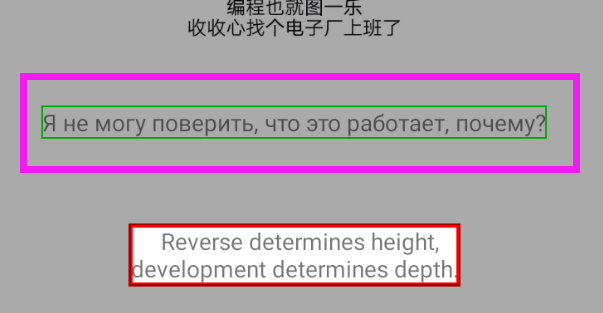 编程也就图一乐
收收心找个电子厂上班了
Я не могу поверить, что это работает, почему?
Reverse determines height,
development determines depth.